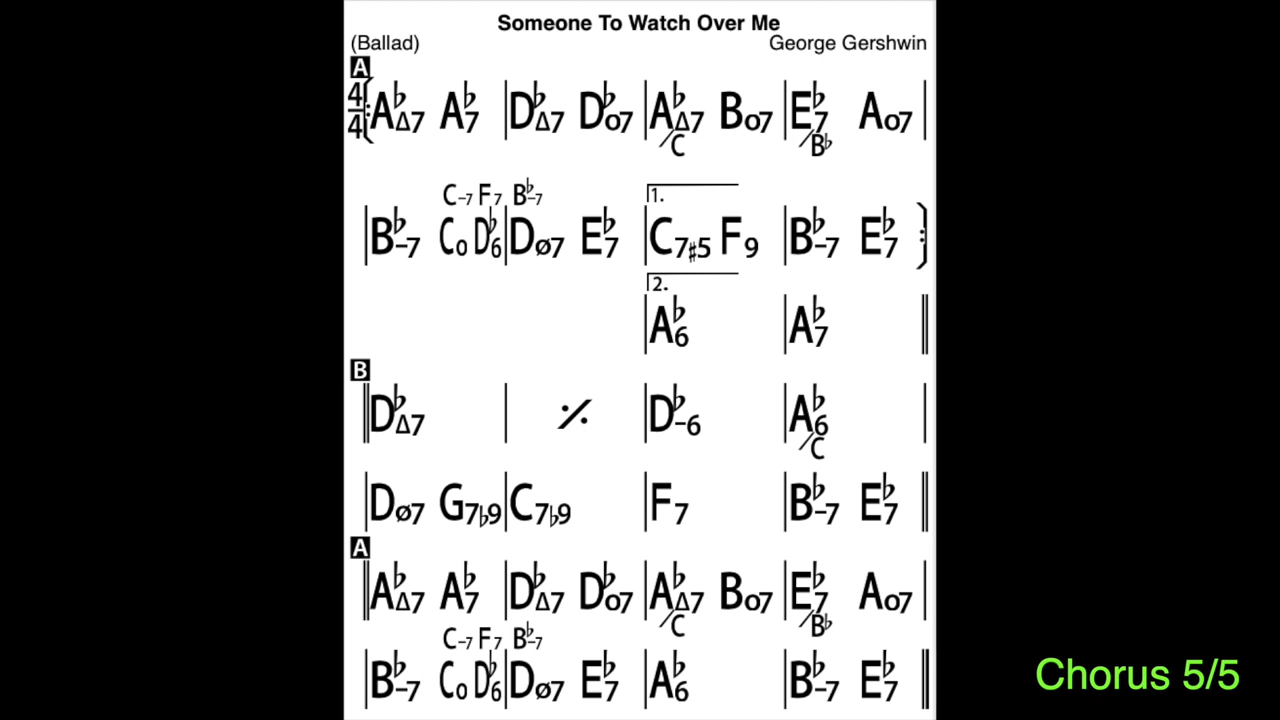 Someone To Watch Over Me
(Ballad) George Gershwin
A
4/4 A♭Δ7 A♭7 | D♭Δ7 D♭o7 | A♭Δ7/C Bo7 | E♭7/B♭ Ao7 |
C–7 F7 B♭–7 1.
| B♭–7 Co D♭6 | Dø7 E♭7 | C7♯5 F9 | B♭–7 E♭7 :
2.
| A♭6 | A♭7 ||
B
|| D♭Δ7 | 𝄎 | D♭–6 | A♭6/C |
| Dø7 G7♭9 | C7♭9 | F7 | B♭–7 E♭7 ||
A
|| A♭Δ7 A♭7 | D♭Δ7 D♭o7 | A♭Δ7/C Bo7 | E♭7/B♭ Ao7 |
C–7 F7 B♭–7
| B♭–7 Co D♭6 | Dø7 E♭7 | A♭6 | B♭–7 E♭7 ||
Chorus 5/5